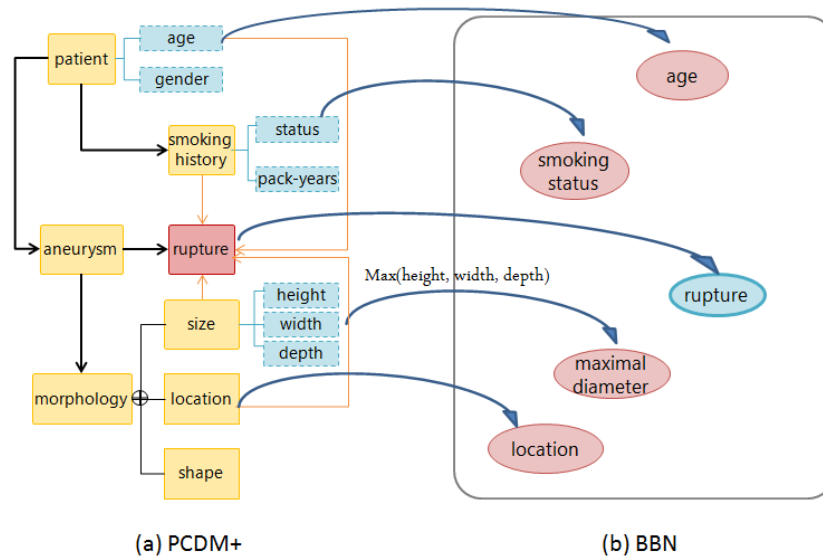 patient
age
gender
smoking
history
status
pack-years
aneurysm
rupture
size
height
width
depth
morphology
location
shape
Max(height, width, depth)
age
smoking
status
rupture
maximal
diameter
location
(a) PCDM+
(b) BBN